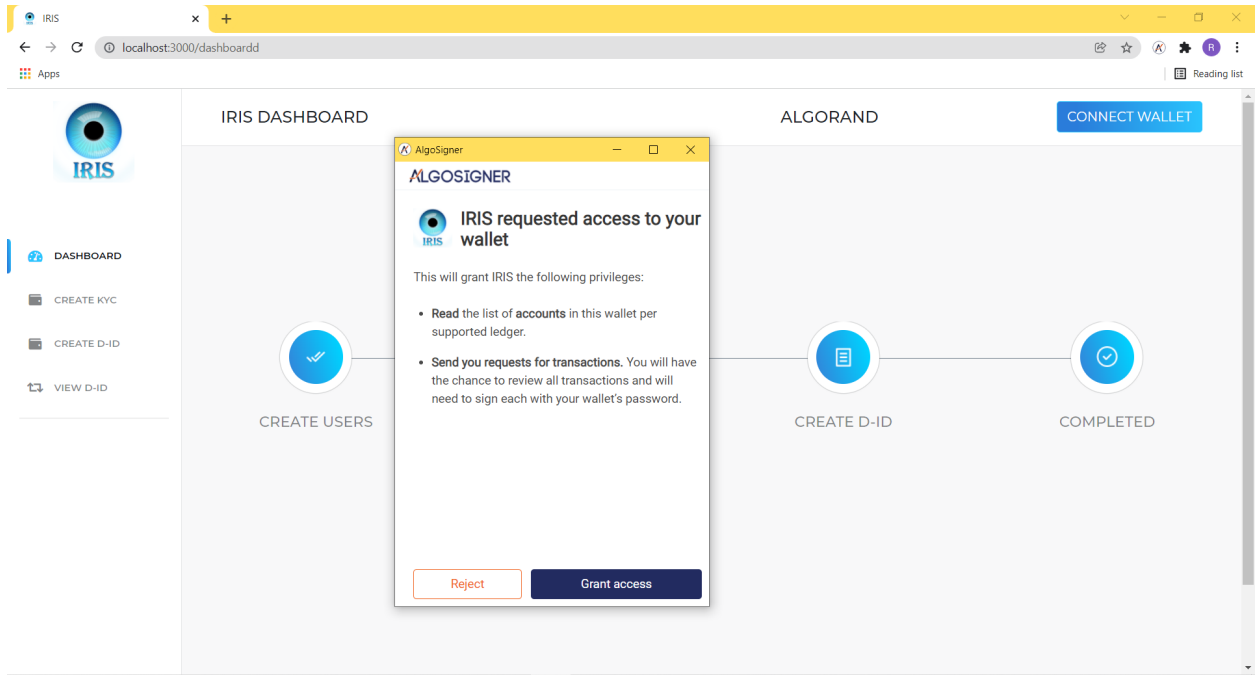 IRIS
localhost:3000/dashboardd
R
Apps
Reading list
IRIS
IRIS DASHBOARD
ALGORAND
CONNECT WALLET
DASHBOARD
CREATE KYC
CREATE D-ID
VIEW D-ID
AlgoSigner
ALGOSIGNER
IRIS
IRIS requested access to your
wallet
This will grant IRIS the following privileges:
• Read the list of accounts in this wallet per
supported ledger.
• Send you requests for transactions. You will have
the chance to review all transactions and will
need to sign each with your wallet's password.
Reject
Grant access
CREATE USERS
CREATE D-ID
COMPLETED